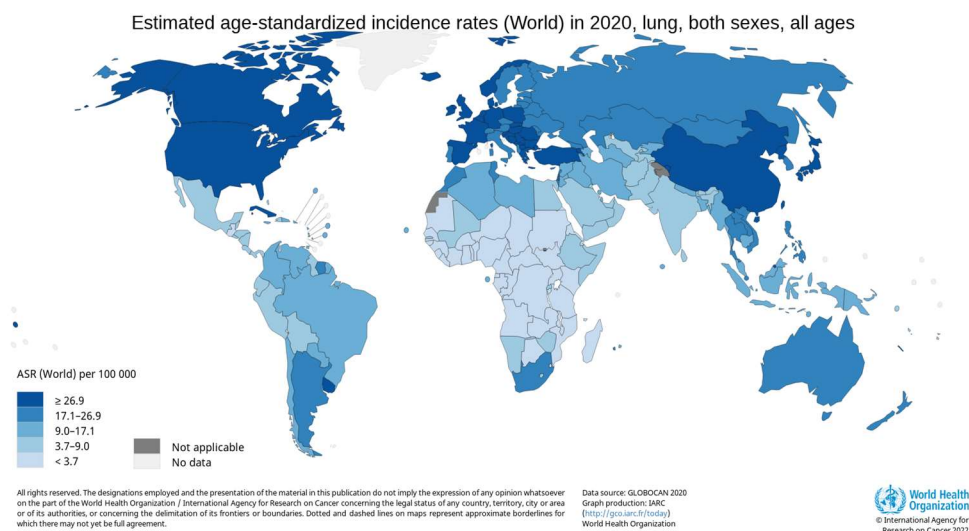 Estimated age-standardized incidence rates (World) in 2020, lung, both sexes, all ages
ASR (World) per 100 000
≥ 26.9
17.1–26.9
9.0–17.1
3.7–9.0
< 3.7
Not applicable
No data
All rights reserved. The designations employed and the presentation of the material in this publication do not imply the expression of any opinion whatsoever
on the part of the World Health Organization / International Agency for Research on Cancer concerning the legal status of any country, territory, city or area
or of its authorities, or concerning the delimitation of its frontiers or boundaries. Dotted and dashed lines on maps represent approximate borderlines for
which there may not yet be full agreement.
Data source: GLOBOCAN 2020
Graph production: IARC
(http://gco.iarc.fr/today)
World Health Organization
World Health
Organization
© International Agency for
Research on Cancer 2022